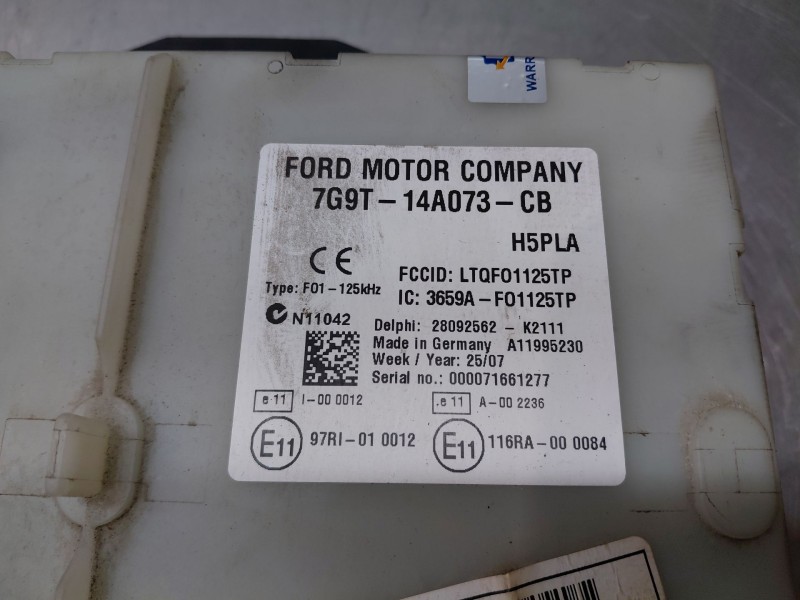 WARR
FORD MOTOR COMPANY
7G9T-14A073-CB
H5PLA
CE
FCCID: LTQFO1125TP
Type: F01-125kHz
IC: 3659A-FO1125TP
N11042
Delphi: 28092562 - K2111
Made in Germany A11995230
Week / Year: 25/07
Serial no.: 000071661277
e 11 I-00 0012
.e 11 A-00 2236
E11 97RI-01 0012
E11 116RA-00 0084